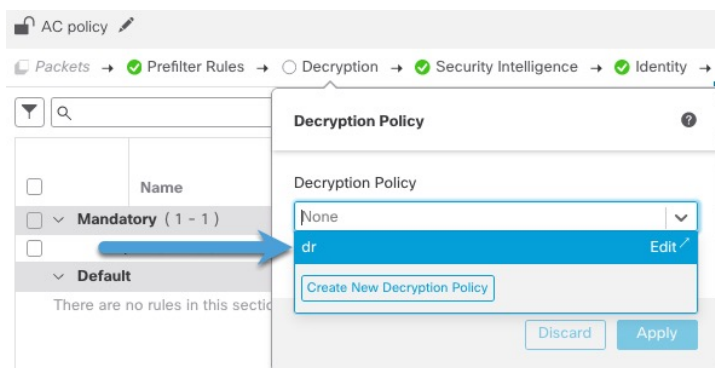 AC policy
Packets → Prefilter Rules → Decryption → Security Intelligence → Identity →
Decryption Policy
Name
Decryption Policy
None
Mandatory (1 - 1)
dr Edit
Default
Create New Decryption Policy
There are no rules in this sectio
Discard Apply